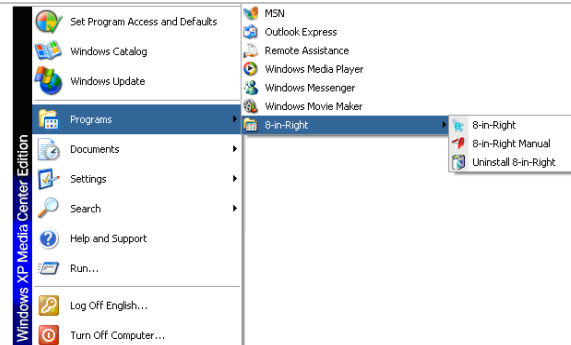 Windows XP Media Center Edition
Set Program Access and Defaults
Windows Catalog
Windows Update
Programs
Documents
Settings
Search
Help and Support
Run...
Log Off English...
Turn Off Computer...
MSN
Outlook Express
Remote Assistance
Windows Media Player
Windows Messenger
Windows Movie Maker
8-in-Right
8-in-Right
8-in-Right Manual
Uninstall 8-in-Right